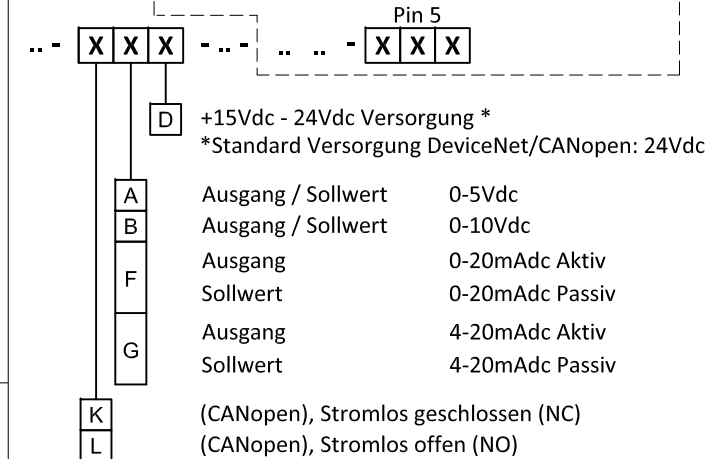 Pin 5
.. - X X X - .. - .. .. - X X X
D +15Vdc - 24Vdc Versorgung *
*Standard Versorgung DeviceNet/CANopen: 24Vdc
A Ausgang / Sollwert 0-5Vdc
B Ausgang / Sollwert 0-10Vdc
Ausgang 0-20mAdc Aktiv
F
Sollwert 0-20mAdc Passiv
Ausgang 4-20mAdc Aktiv
G
Sollwert 4-20mAdc Passiv
K (CANopen), Stromlos geschlossen (NC)
L (CANopen), Stromlos offen (NO)